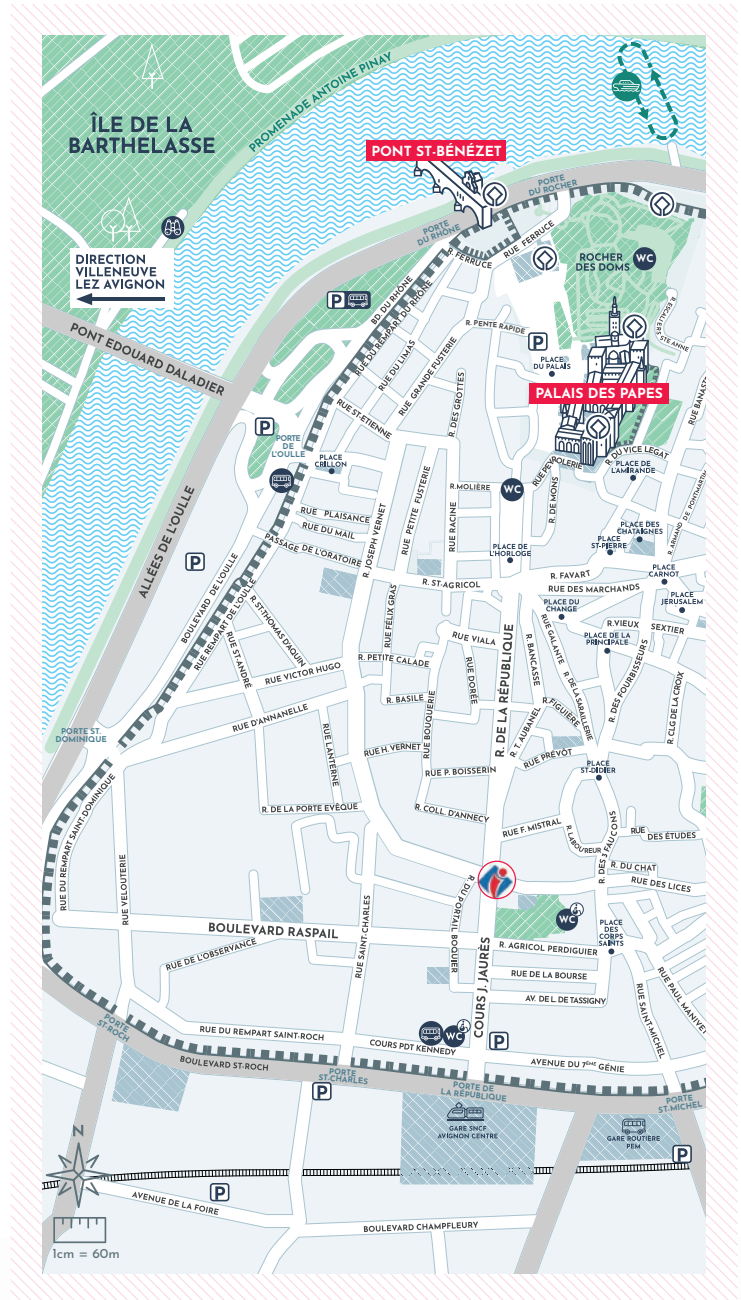 PROMENADE ANTOINE PINAY
ÎLE DE LA
BARTHELASSE
PONT ST-BÉNÉZET
PORTE
DU ROCHER
PORTE
DU RHÔNE
RUE FERRUCE
R. FERRUCE
ROCHER
DES DOMS
WC
DIRECTION
VILLENEUVE
LEZ AVIGNON
P
BD. DU RHÔNE
RUE DU REMPART DU RHÔNE
R. ESCALIERS STE ANNE
PONT EDOUARD DALADIER
R. PENTE RAPIDE
P
RUE DU LIMAS
RUE GRANDE FUSTERIE
PLACE
DU PALAIS
PALAIS DES PAPES
RUE ST-ETIENNE
R. DES GROTTES
P
PORTE
DE
L'OULLE
PLACE
CRILLON
RUE PEYROLERIE
R. DU VICE LEGAT
PLACE DE
L'AMIRANDE
R. MOLIÈRE
WC
R. DE MONS
ALLÉES DE L'OULLE
RUE PLAISANCE
RUE DU MAIL
PASSAGE DE L'ORATOIRE
R. JOSEPH VERNET
RUE PETITE FUSTERIE
RUE RACINE
PLACE DE
L'HORLOGE
PLACE DES
CHATAIGNES
PLACE
ST-PIERRE
R. ARMAND DE PONTMARTIN
P
BOULEVARD DE L'OULLE
RUE REMPART DE L'OULLE
R. ST-AGRICOL
R. FAVART
RUE DES MARCHANDS
PLACE
CARNOT
PLACE
JERUSALEM
RUE FÉLIX GRAS
PLACE DU
CHANGE
R. ST-THOMAS D'AQUIN
RUE ST-ANDRÉ
RUE VIALA
R. DE LA RÉPUBLIQUE
R. BANCASSE
RUE GALANTE
R. VIEUX SEXTIER
PLACE DE LA
PRINCIPALE
RUE VICTOR HUGO
R. PETITE CALADE
RUE DORÉE
R. DE LA SARAILLERIE
R. DES FOURBISSEURS
R. CLG DE LA CROIX
R. BASILE
RUE BOUQUERIE
R. FIGUIÈRE
R. T. AUBANEL
PORTE ST.
DOMINIQUE
RUE D'ANNANELLE
RUE LANTERNE
RUE H. VERNET
RUE P. BOISSERIN
RUE PRÉVÔT
PLACE
ST-DIDIER
RUE DU REMPART SAINT-DOMINIQUE
R. DE LA PORTE EVÊQUE
R. COLL. D'ANNECY
RUE F. MISTRAL
R. LABOUREUR
R. DES 3 FAUCONS
RUE DES ÉTUDES
RUE VELOUTERIE
R. DU CHAT
RUE DES LICES
R. DU PORTAIL BOQUIER
RUE SAINT-CHARLES
WC
BOULEVARD RASPAIL
PLACE
DES
CORPS
SAINTS
RUE DE L'OBSERVANCE
COURS J. JAURÈS
R. AGRICOL PERDIGUIER
RUE DE LA BOURSE
AV. DE L. DE TASSIGNY
RUE SAINT-MICHEL
PORTE
ST-ROCH
RUE DU REMPART SAINT-ROCH
COURS PDT KENNEDY
WC
P
AVENUE DU 7ÈME GÉNIE
BOULEVARD ST-ROCH
PORTE
ST-CHARLES
P
PORTE DE
LA RÉPUBLIQUE
PORTE
ST-MICHEL
GARE SNCF
AVIGNON CENTRE
GARE ROUTIÈRE
PEM
P
N
P
AVENUE DE LA FOIRE
BOULEVARD CHAMPFLEURY
1cm = 60m